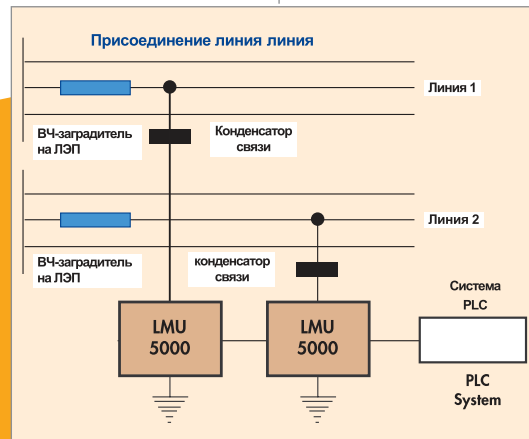 Присоединение линия линия
Линия 1
ВЧ-заградитель
на ЛЭП
Конденсатор
связи
Линия 2
ВЧ-заградитель
на ЛЭП
конденсатор
связи
Система
PLC
LMU
5000
LMU
5000
PLC
System